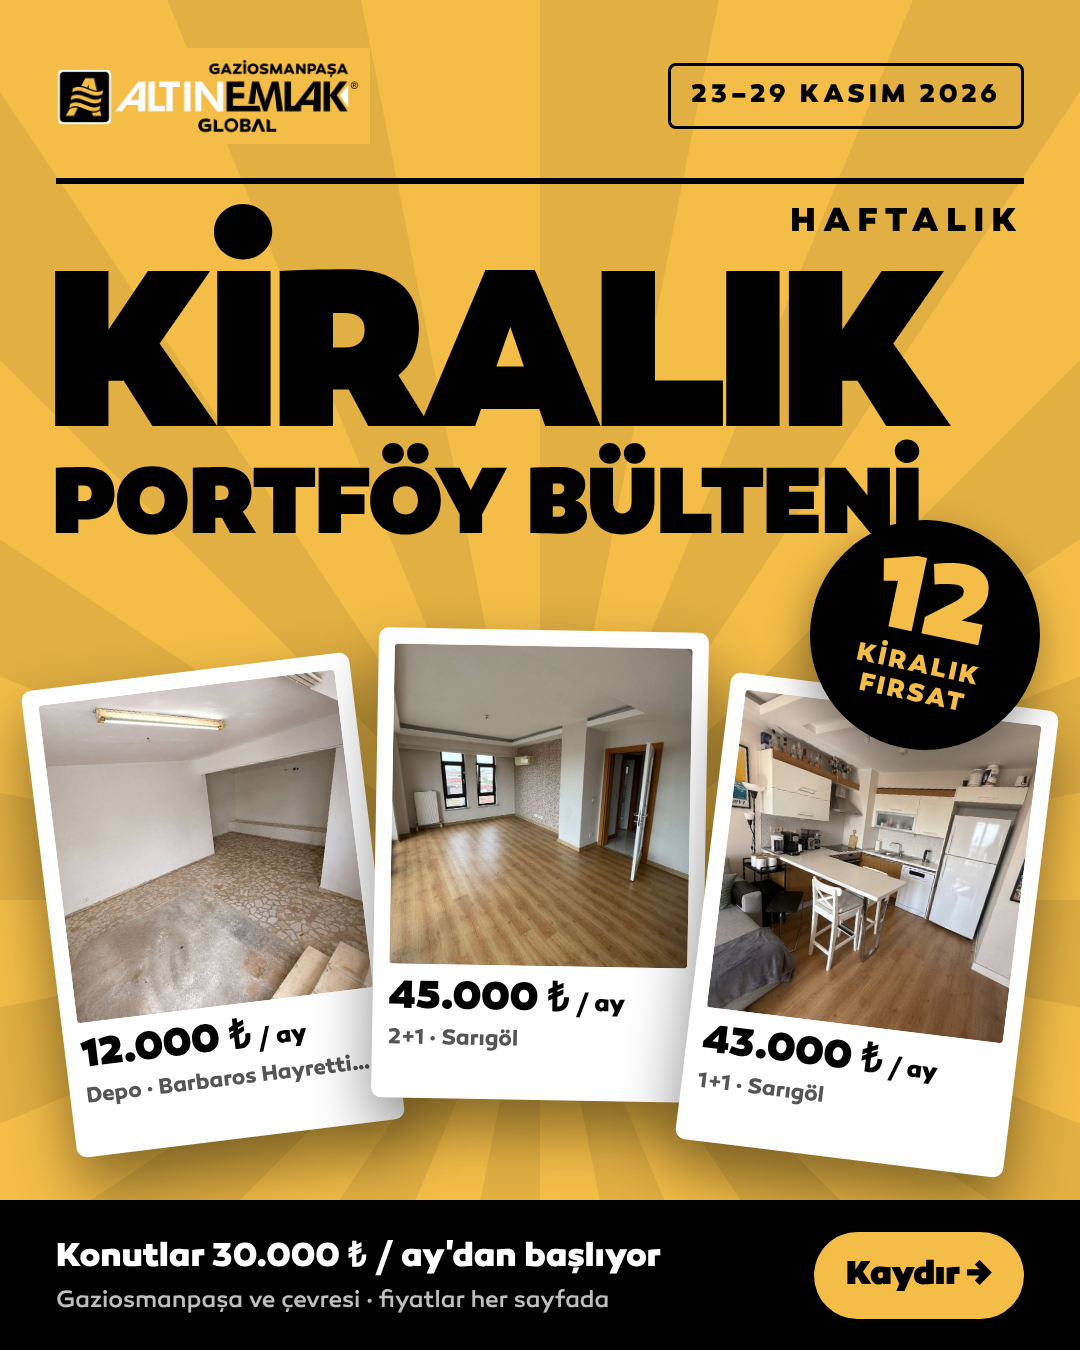 GAZİOSMANPAŞA
ALTINEMLAK®
GLOBAL
23–29 KASIM 2026
HAFTALIK
KİRALIK
PORTFÖY BÜLTENİ
12
KİRALIK
FIRSAT
12.000 ₺ / ay
Depo · Barbaros Hayretti...
45.000 ₺ / ay
2+1 · Sarıgöl
43.000 ₺ / ay
1+1 · Sarıgöl
Konutlar 30.000 ₺ / ay'dan başlıyor
Gaziosmanpaşa ve çevresi · fiyatlar her sayfada
Kaydır →